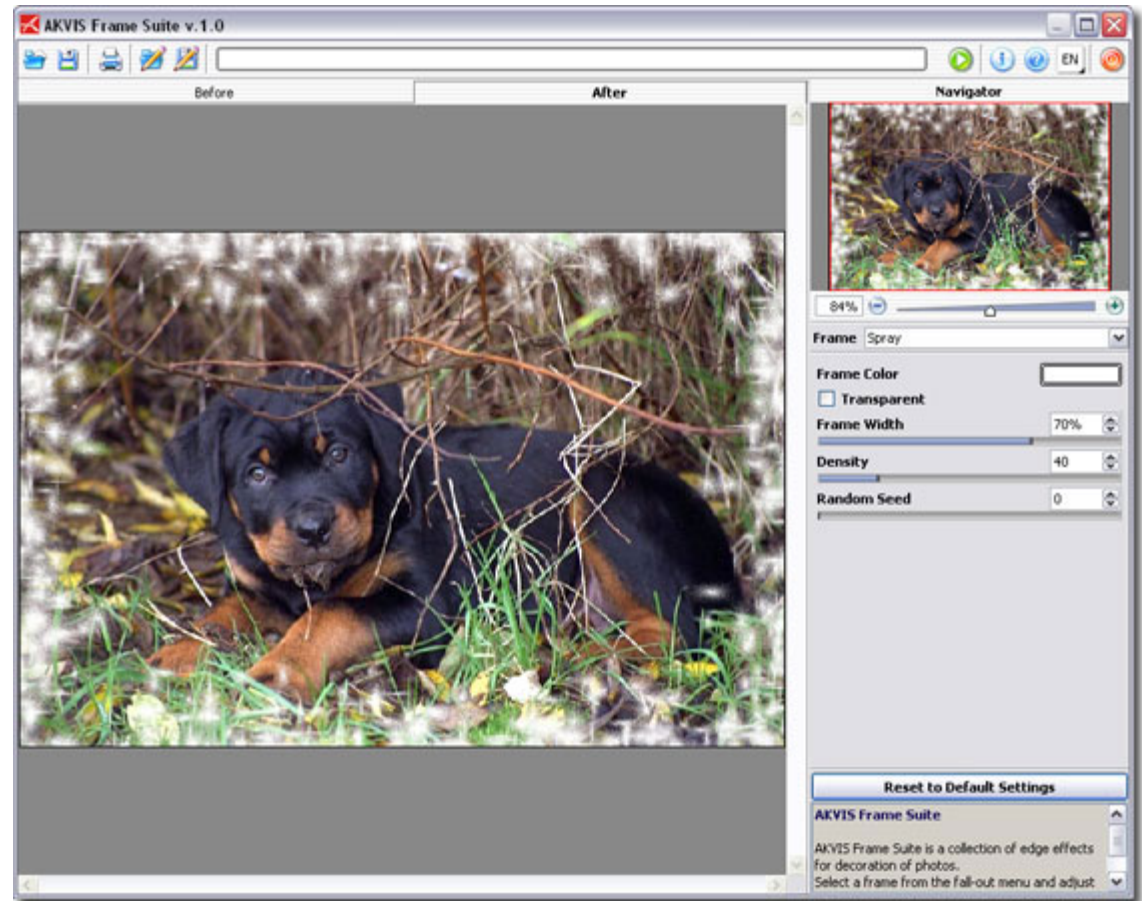 AKVIS Frame Suite v.1.0
EN
Before
After
Navigator
84%
Frame Spray
Frame Color
Transparent
Frame Width 70%
Density 40
Random Seed 0
Reset to Default Settings
AKVIS Frame Suite
AKVIS Frame Suite is a collection of edge effects
for decoration of photos.
Select a frame from the fall-out menu and adjust